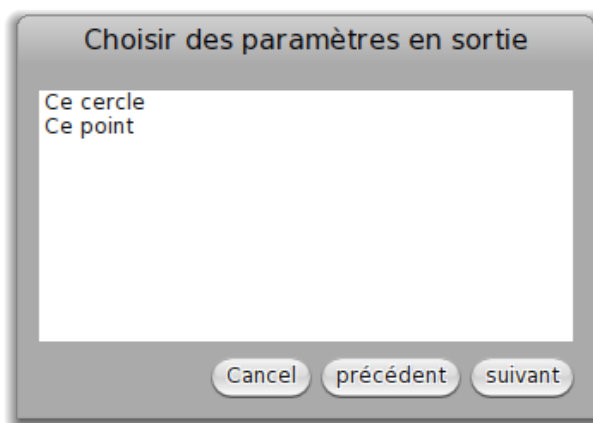 Choisir des paramètres en sortie
Ce cercle
Ce point
Cancel précédent suivant